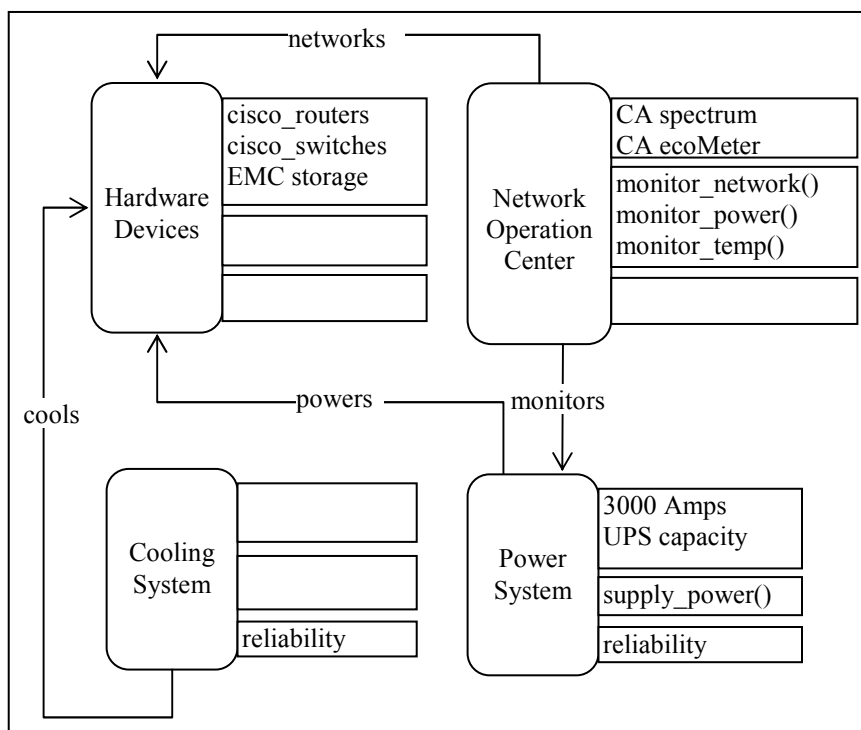 networks
cisco_routers
cisco_switches
EMC storage
Hardware
Devices
CA spectrum
CA ecoMeter
monitor_network()
monitor_power()
monitor_temp()
Network
Operation
Center
cools
powers
monitors
Cooling
System
reliability
3000 Amps
UPS capacity
Power
System
supply_power()
reliability